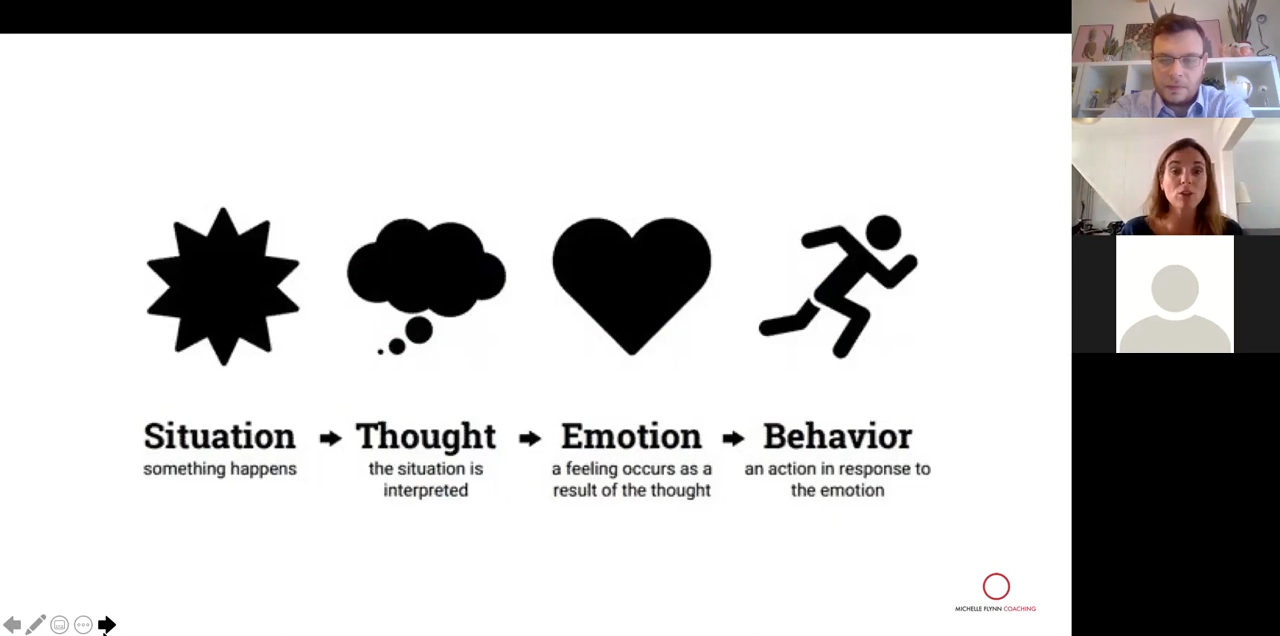 Situation → Thought → Emotion → Behavior
something happens
the situation is
interpreted
a feeling occurs as a
result of the thought
an action in response to
the emotion
MICHELLE FLYNN COACHING